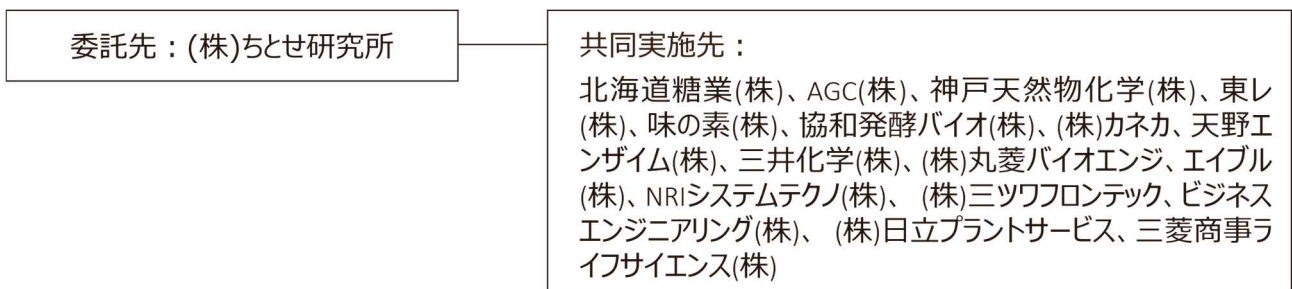 委託先：(株)ちとせ研究所
共同実施先：
北海道糖業(株)、AGC(株)、神戸天然物化学(株)、東レ
(株)、味の素(株)、協和発酵バイオ(株)、(株)カネカ、天野エ
ンザイム(株)、三井化学(株)、(株)丸菱バイオエンジ、エイブル
(株)、NRIシステムテクノ(株)、 (株)三ツワフロンテック、ビジネス
エンジニアリング(株)、 (株)日立プラントサービス、三菱商事ラ
イフサイエンス(株)